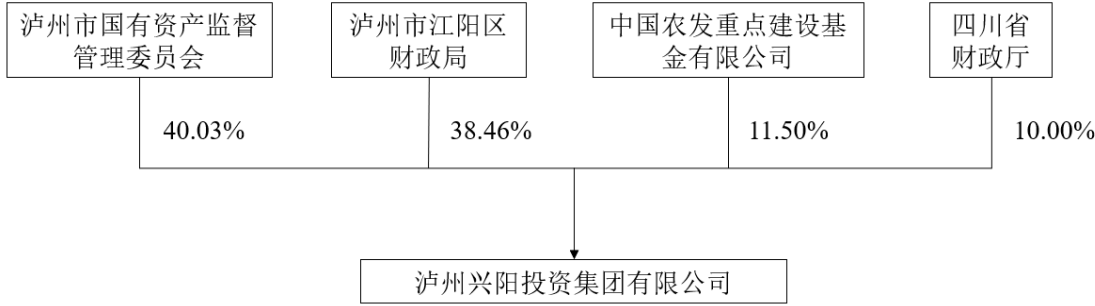 泸州市国有资产监督
管理委员会
泸州市江阳区
财政局
中国农发重点建设基
金有限公司
四川省
财政厅
40.03%
38.46%
11.50%
10.00%
泸州兴阳投资集团有限公司